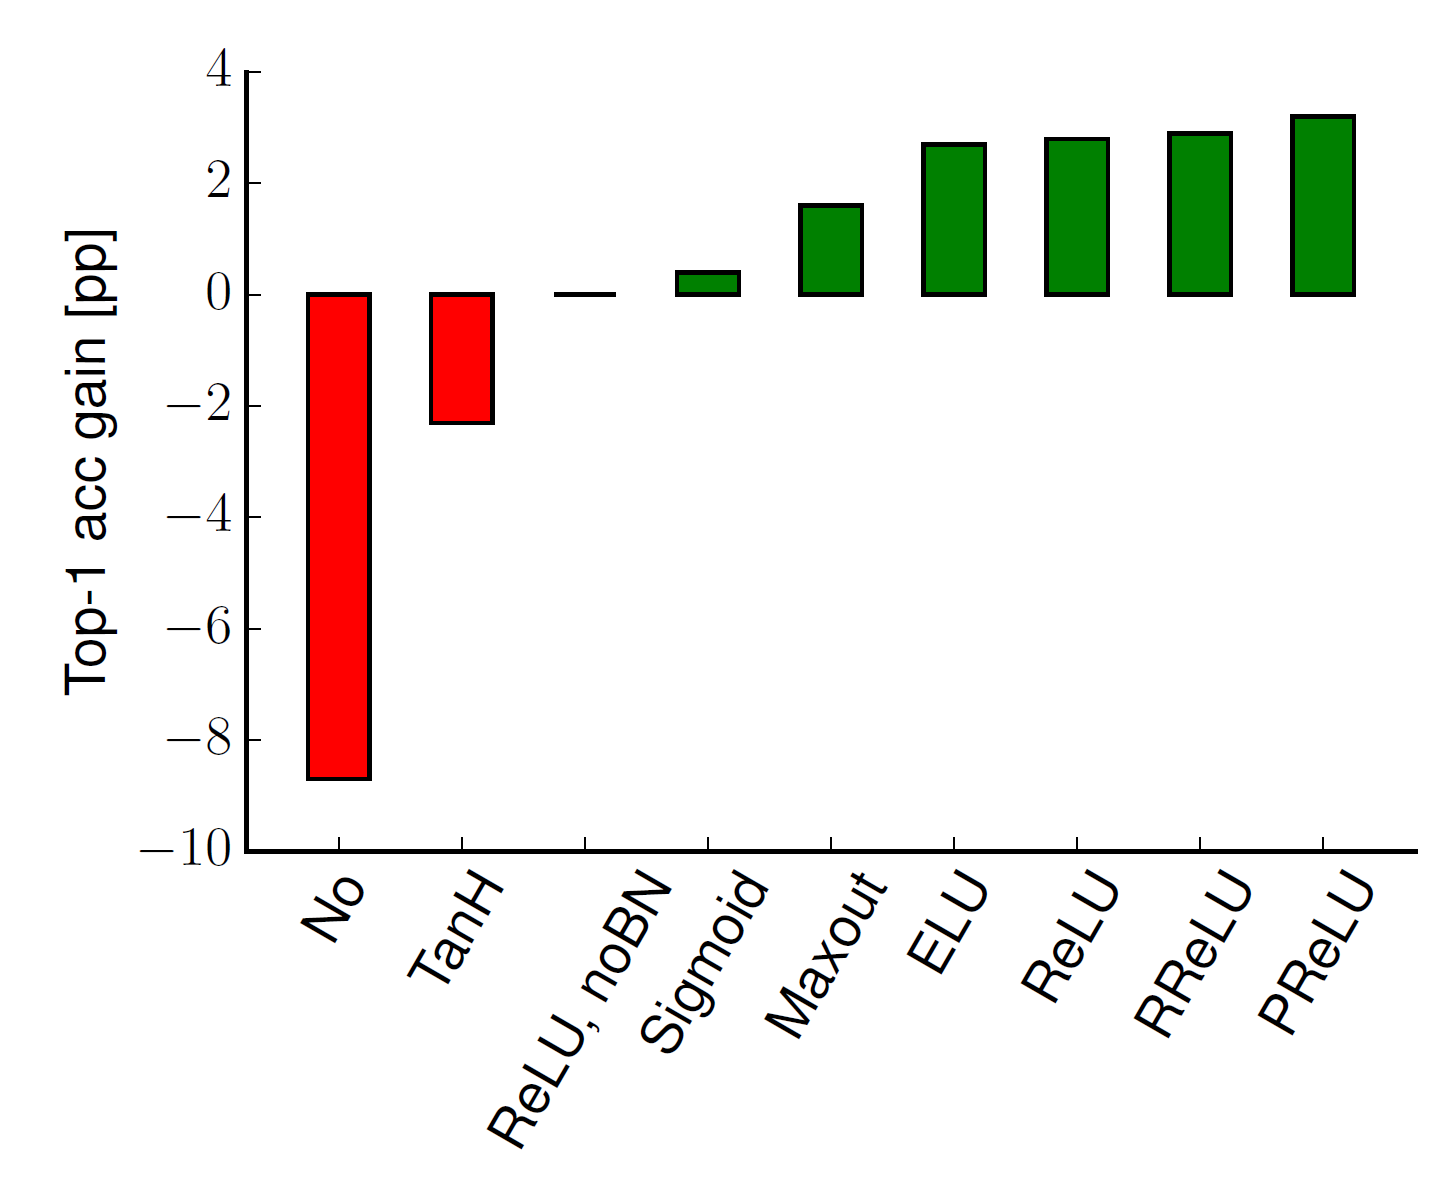 Top-1 acc gain [pp]
4
2
0
−2
−4
−6
−8
−10
No
TanH
ReLU, noBN
Sigmoid
Maxout
ELU
ReLU
RReLU
PReLU